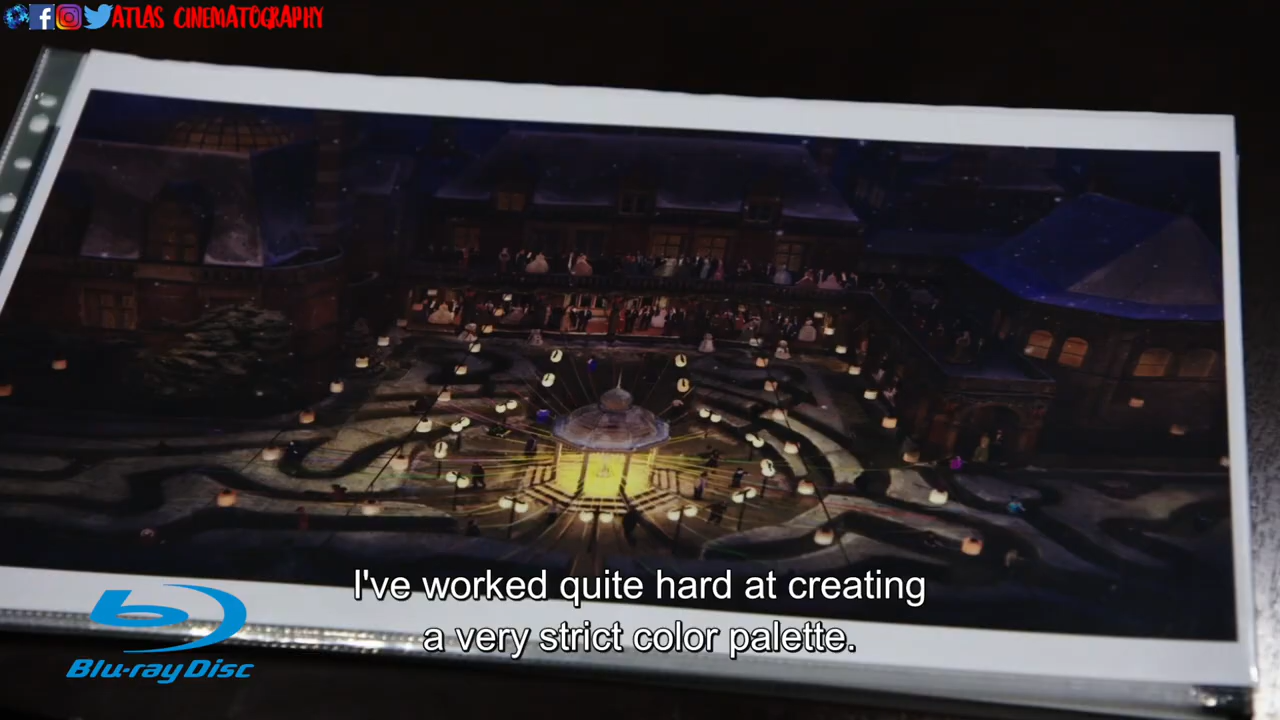 ATLAS CINEMATOGRAPHY
I've worked quite hard at creating
a very strict color palette.
Blu-ray Disc